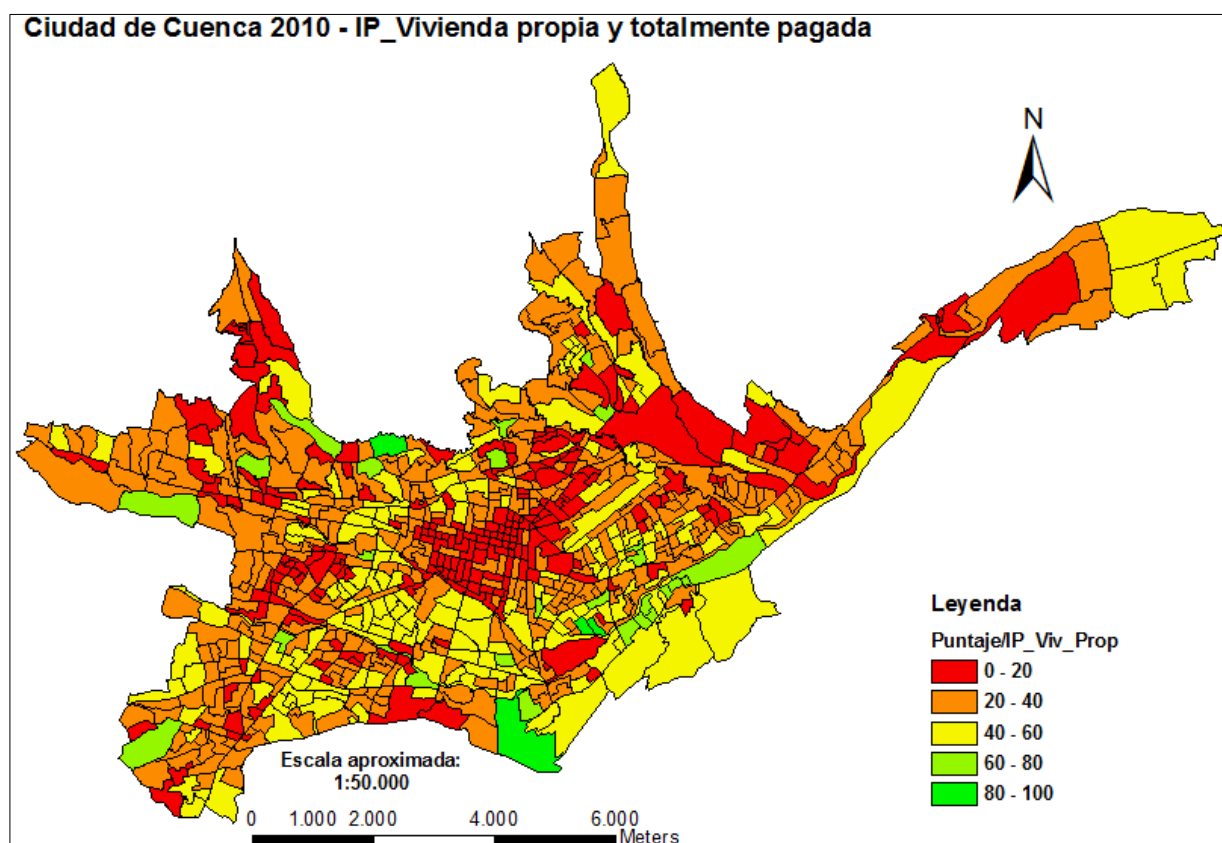 Ciudad de Cuenca 2010 - IP_Vivienda propia y totalmente pagada
N
Leyenda
Puntaje/IP_Viv_Prop
0 - 20
20 - 40
40 - 60
60 - 80
80 - 100
Escala aproximada:
1:50.000
0 1.000 2.000 4.000 6.000
Meters